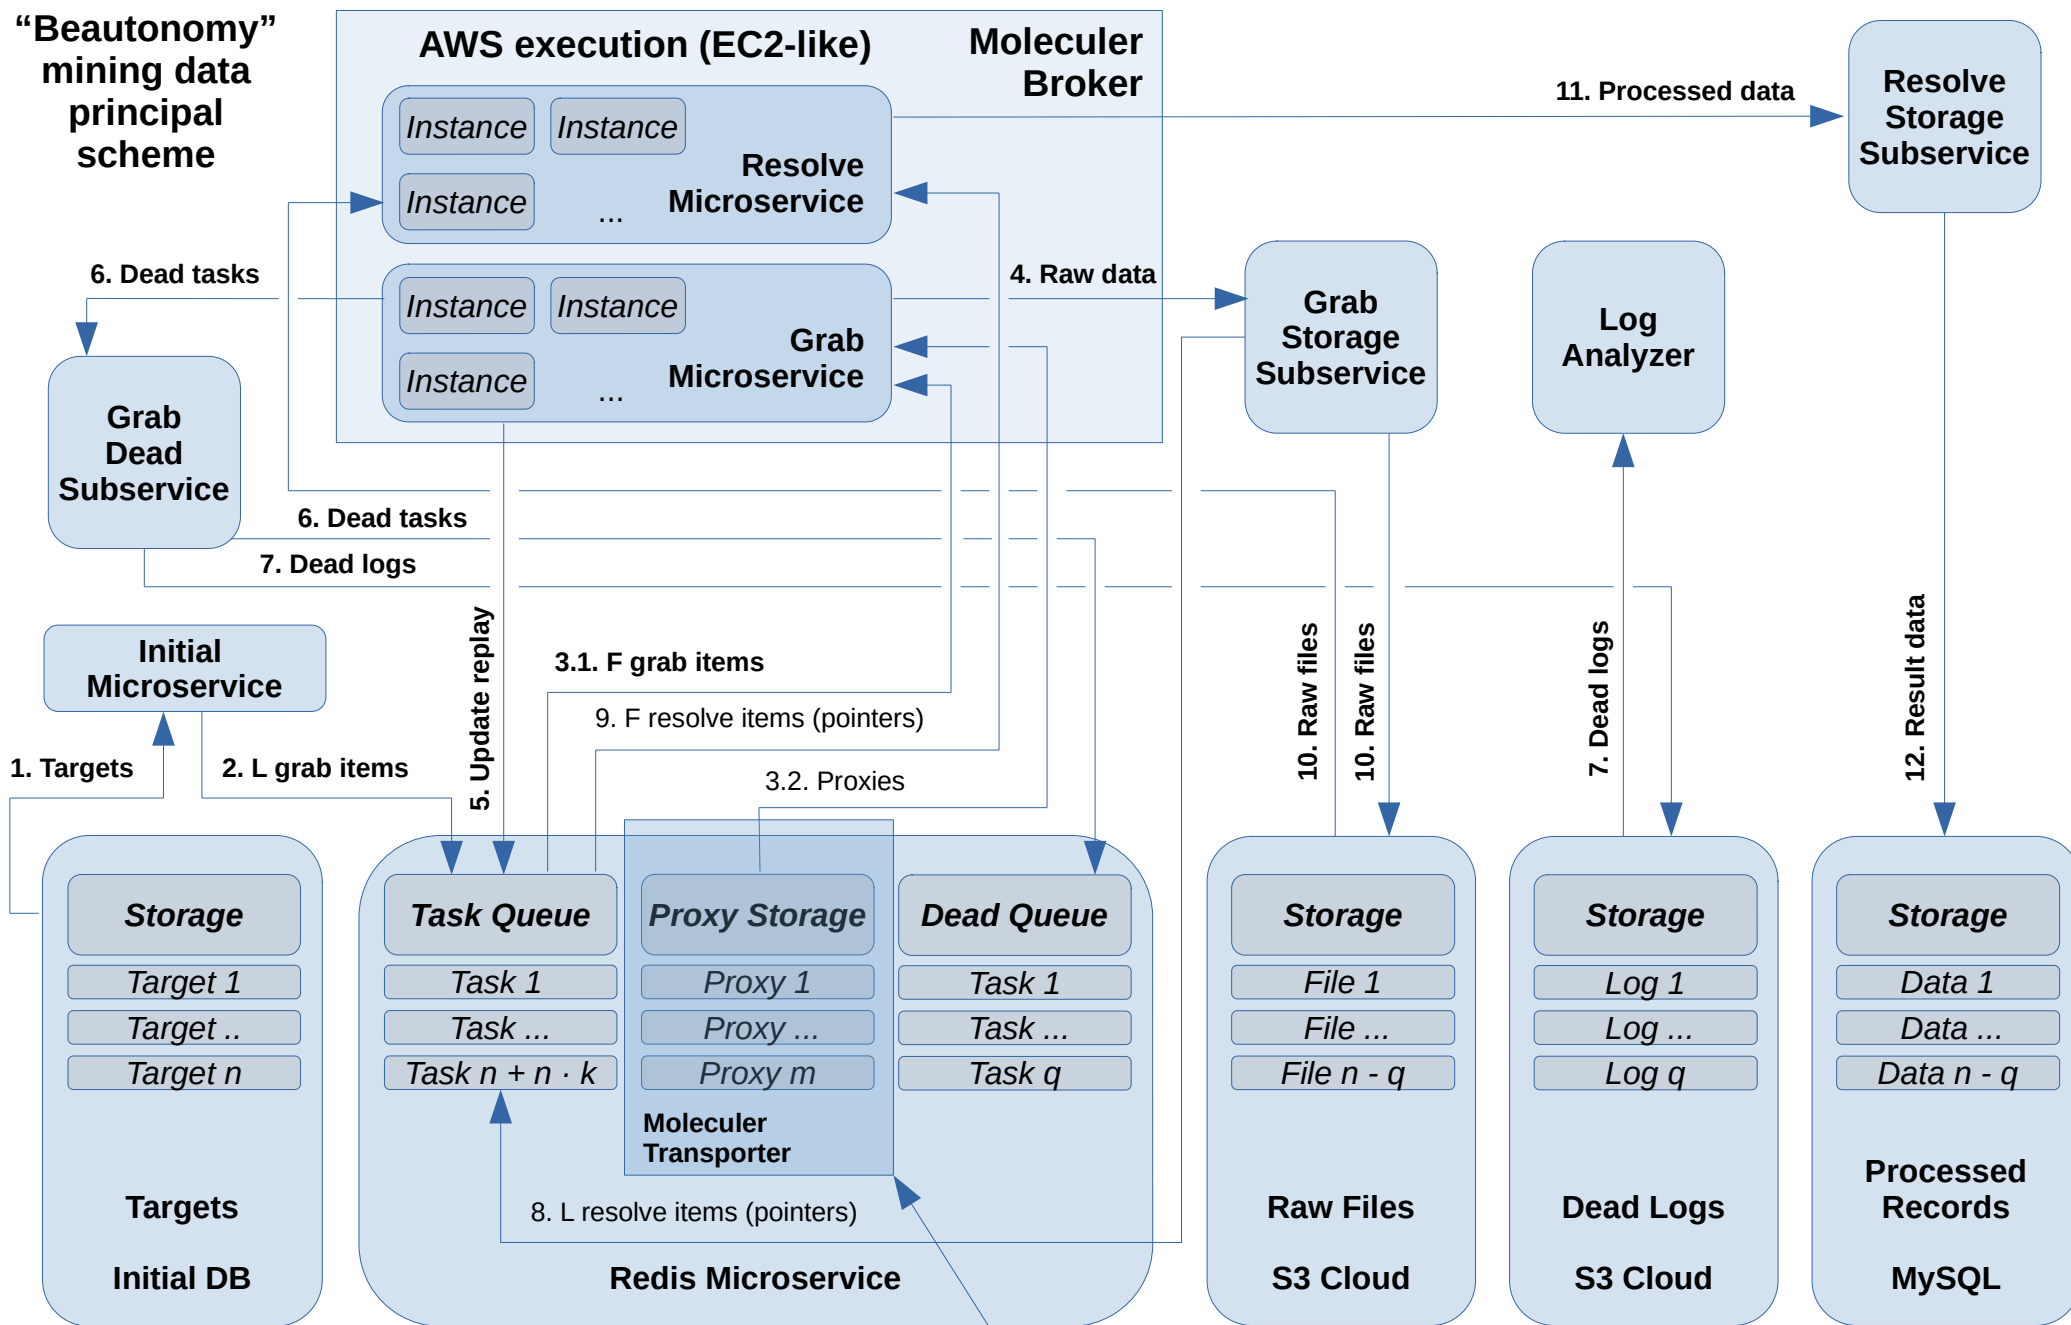 “Beautonomy”
mining data
principal
scheme
AWS execution (EC2-like)
Moleculer
Broker
Instance
Instance
Instance
...
Resolve
Microservice
11. Processed data
Resolve
Storage
Subservice
6. Dead tasks
Instance
Instance
Instance
...
Grab
Microservice
4. Raw data
Grab
Storage
Subservice
Log
Analyzer
Grab
Dead
Subservice
6. Dead tasks
7. Dead logs
Initial
Microservice
1. Targets
2. L grab items
5. Update replay
3.1. F grab items
9. F resolve items (pointers)
3.2. Proxies
10. Raw files
10. Raw files
7. Dead logs
12. Result data
Storage
Target 1
Target ..
Target n
Targets
Initial DB
Task Queue
Task 1
Task ...
Task n + n · k
Proxy Storage
Proxy 1
Proxy ...
Proxy m
Moleculer
Transporter
Dead Queue
Task 1
Task ...
Task q
8. L resolve items (pointers)
Redis Microservice
Storage
File 1
File ...
File n - q
Raw Files
S3 Cloud
Storage
Log 1
Log ...
Log q
Dead Logs
S3 Cloud
Storage
Data 1
Data ...
Data n - q
Processed
Records
MySQL